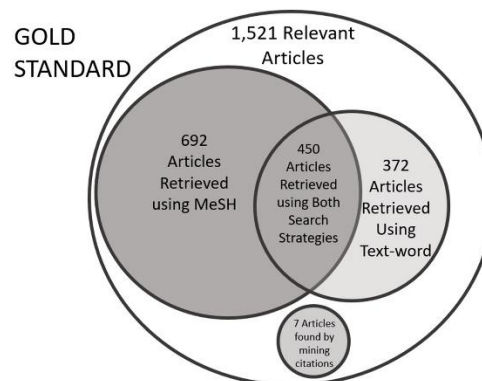 GOLD
STANDARD
1,521 Relevant
Articles
692
Articles
Retrieved
using MeSH
450
Articles
Retrieved
using Both
Search
Strategies
372
Articles
Retrieved
Using
Text-word
7 Articles
found by
mining
citations